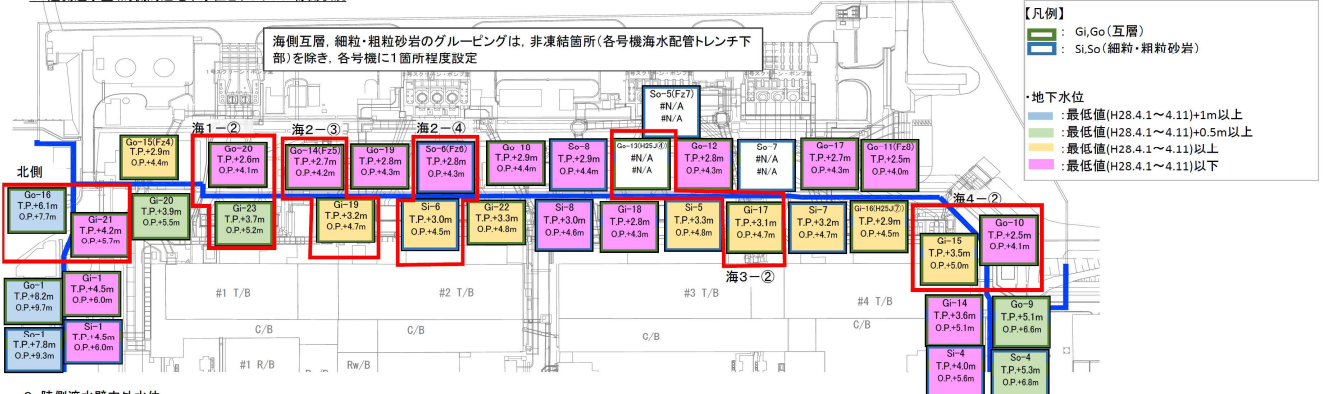 海側互層，細粒・粗粒砂岩のグルーピングは，非凍結箇所(各号機海水配管トレンチ下
部)を除き，各号機に1箇所程度設定
【凡例】
： Gi,Go(互層)
： Si,So(細粒・粗粒砂岩)
・地下水位
：最低値(H28.4.1～4.11)+1m以上
：最低値(H28.4.1～4.11)+0.5m以上
：最低値(H28.4.1～4.11)以上
：最低値(H28.4.1～4.11)以下
So-5(Fz7)
#N/A
#N/A
海1-②
海2-③
海2-④
Go-15(Fz4)
T.P.+2.9m
O.P.+4.4m
Go-20
T.P.+2.6m
O.P.+4.1m
Go-14(Fz5)
T.P.+2.7m
O.P.+4.2m
Go-19
T.P.+2.8m
O.P.+4.3m
So-6(Fz6)
T.P.+2.8m
O.P.+4.3m
Go-10
T.P.+2.9m
O.P.+4.4m
So-8
T.P.+2.9m
O.P.+4.4m
Go-13(H25J④)
#N/A
#N/A
Go-12
T.P.+2.8m
O.P.+4.3m
So-7
#N/A
#N/A
Go-17
T.P.+2.7m
O.P.+4.3m
Go-11(Fz8)
T.P.+2.5m
O.P.+4.0m
北側
Go-16
T.P.+6.1m
O.P.+7.7m
Gi-21
T.P.+4.2m
O.P.+5.7m
Gi-20
T.P.+3.9m
O.P.+5.5m
Gi-23
T.P.+3.7m
O.P.+5.2m
Gi-19
T.P.+3.2m
O.P.+4.7m
Si-6
T.P.+3.0m
O.P.+4.5m
Gi-22
T.P.+3.3m
O.P.+4.8m
Si-8
T.P.+3.0m
O.P.+4.6m
Gi-18
T.P.+2.8m
O.P.+4.3m
Si-5
T.P.+3.3m
O.P.+4.8m
Gi-17
T.P.+3.1m
O.P.+4.7m
Si-7
T.P.+3.2m
O.P.+4.7m
Gi-16(H25J⑦)
T.P.+2.9m
O.P.+4.5m
海4-②
Gi-15
T.P.+3.5m
O.P.+5.0m
Go-10
T.P.+2.5m
O.P.+4.1m
海3-②
Go-1
T.P.+8.2m
O.P.+9.7m
Gi-1
T.P.+4.5m
O.P.+6.0m
So-1
T.P.+7.8m
O.P.+9.3m
Si-1
T.P.+4.5m
O.P.+6.0m
#1 T/B
#2 T/B
#3 T/B
#4 T/B
C/B
C/B
C/B
C/B
#1 R/B
Rw/B
Gi-14
T.P.+3.6m
O.P.+5.1m
Go-9
T.P.+5.1m
O.P.+6.6m
Si-4
T.P.+4.0m
O.P.+5.6m
So-4
T.P.+5.3m
O.P.+6.8m